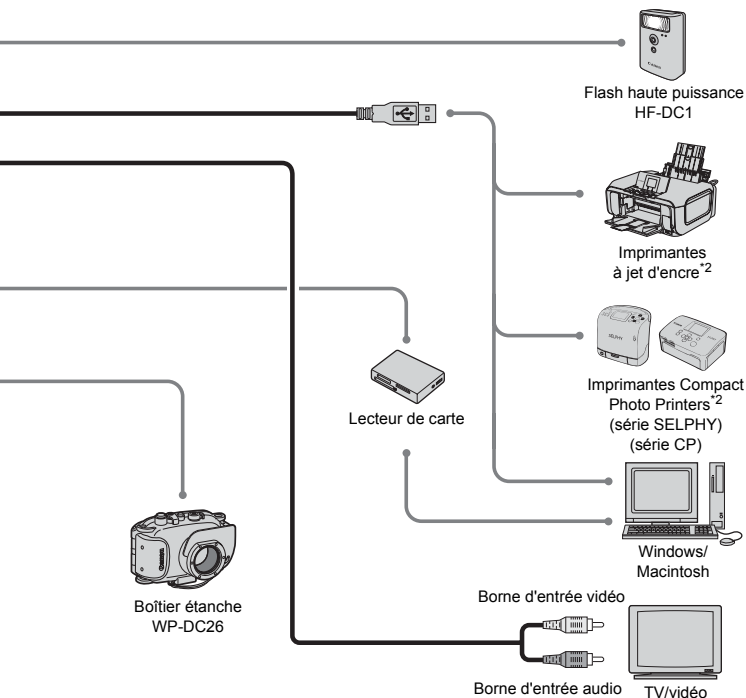 Flash haute puissance
HF-DC1
Imprimantes
à jet d'encre*2
SELPHY
Imprimantes Compact
Photo Printers*2
(série SELPHY)
(série CP)
Lecteur de carte
Windows/
Macintosh
Boîtier étanche
WP-DC26
Borne d'entrée vidéo
Borne d'entrée audio
TV/vidéo